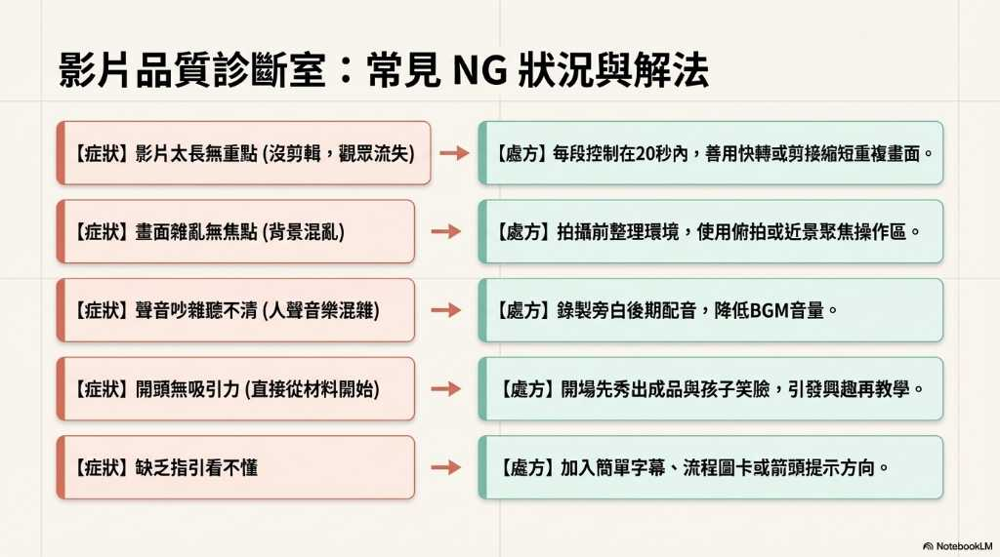 影片品質診斷室：常見 NG 狀況與解法
【症狀】影片太長無重點 (沒剪輯，觀眾流失)
【處方】每段控制在20秒內，善用快轉或剪接縮短重複畫面。
【症狀】畫面雜亂無焦點 (背景混亂)
【處方】拍攝前整理環境，使用俯拍或近景聚焦操作區。
【症狀】聲音吵雜聽不清 (人聲音樂混雜)
【處方】錄製旁白後期配音，降低BGM音量。
【症狀】開頭無吸引力 (直接從材料開始)
【處方】開場先秀出成品與孩子笑臉，引發興趣再教學。
【症狀】缺乏指引看不懂
【處方】加入簡單字幕、流程圖卡或箭頭提示方向。
NotebookLM